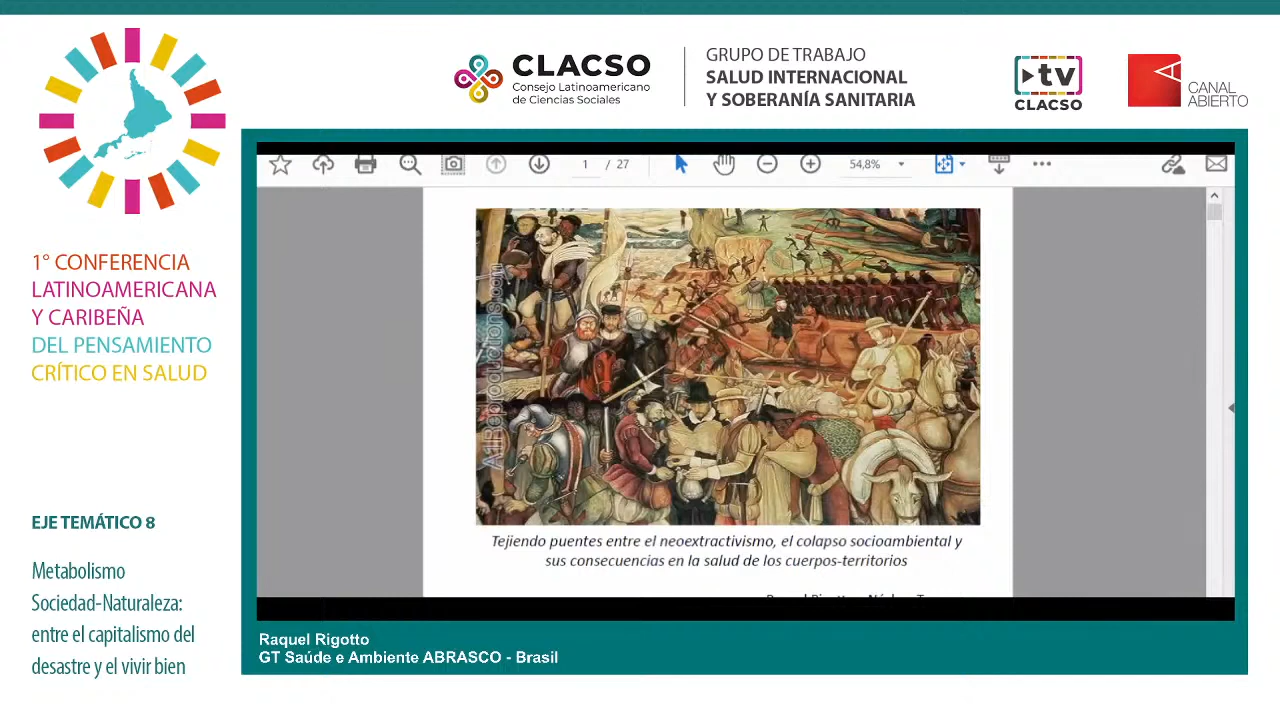 CLACSO
Consejo Latinoamericano
de Ciencias Sociales
GRUPO DE TRABAJO
SALUD INTERNACIONAL
Y SOBERANÍA SANITARIA
tv
CLACSO
CANAL
ABIERTO
1° CONFERENCIA
LATINOAMERICANA
Y CARIBEÑA
DEL PENSAMIENTO
CRÍTICO EN SALUD
EJE TEMÁTICO 8
Metabolismo
Sociedad-Naturaleza:
entre el capitalismo del
desastre y el vivir bien
1 / 27
54,8%
AllReproductions.com
Tejiendo puentes entre el neoextractivismo, el colapso socioambiental y
sus consecuencias en la salud de los cuerpos-territorios
Raquel Rigotto
GT Saúde e Ambiente ABRASCO - Brasil